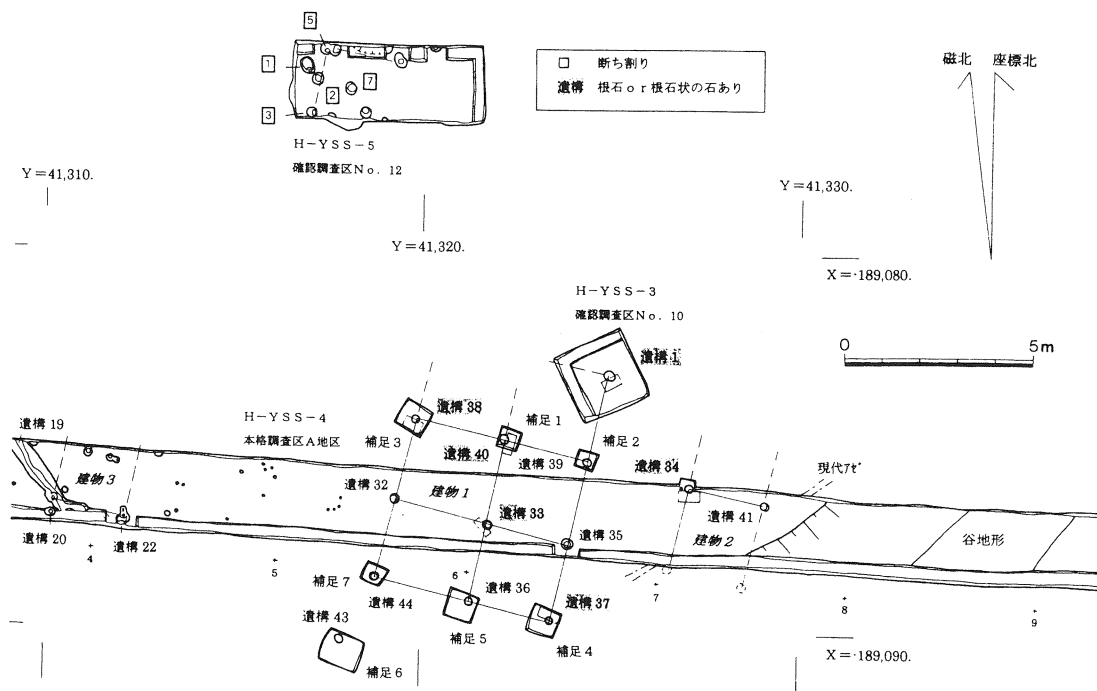 5
1
7
2
3
H-YSS-5
確認調査区No. 12
□ 断ち割り
遺構 根石or根石状の石あり
磁北 座標北
Y=41,310.
Y=41,320.
Y=41,330.
X=-189,080.
H-YSS-3
確認調査区No. 10
遺構1
0 5m
遺構38
補足1
H-YSS-4
本格調査区A地区
遺構19
補足3
遺構40
遺構39
補足2
遺構34
現代アゼ
建物3
遺構32
建物1
遺構33
遺構35
遺構41
建物2
谷地形
遺構20
4
遺構22
5
6
7
8
9
補足7
遺構44
遺構36
遺構37
遺構43
補足5
補足4
補足6
X=-189,090.